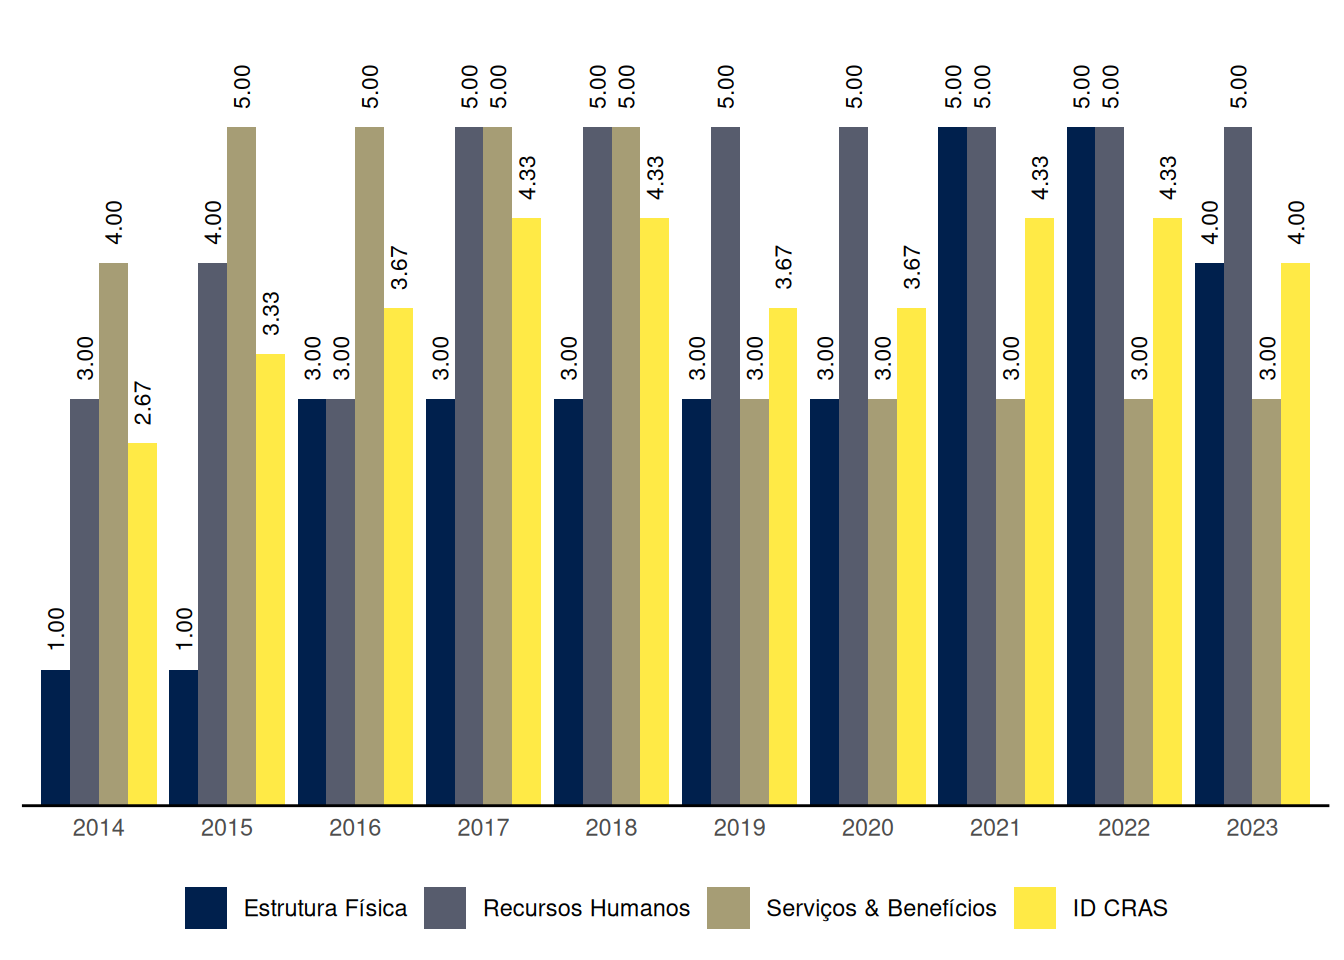 5.00 5.00 5.00 5.00 5.00 5.00 5.00 5.00 5.00 5.00 5.00 5.00 5.00
4.33 4.33 4.33 4.33
4.00 4.00 4.00 4.00
3.67 3.67 3.67
3.33
3.00 3.00 3.00 3.00 3.00 3.00 3.00 3.00 3.00 3.00 3.00 3.00
2.67
1.00 1.00
2014 2015 2016 2017 2018 2019 2020 2021 2022 2023
Estrutura Física Recursos Humanos Serviços & Benefícios ID CRAS